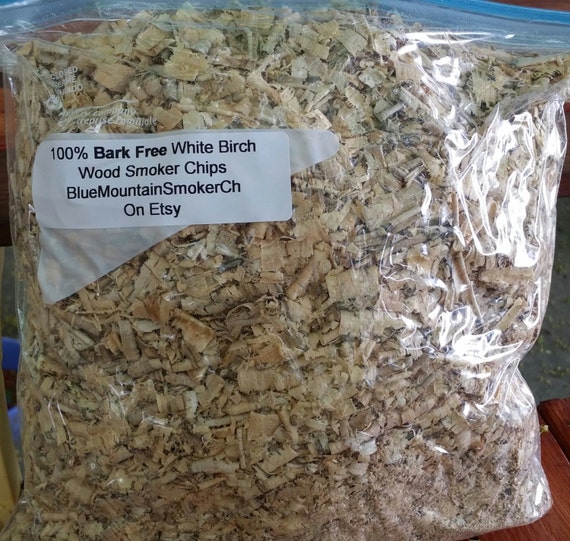 100% Bark Free White Birch
Wood Smoker Chips
BlueMountainSmokerCh
On Etsy